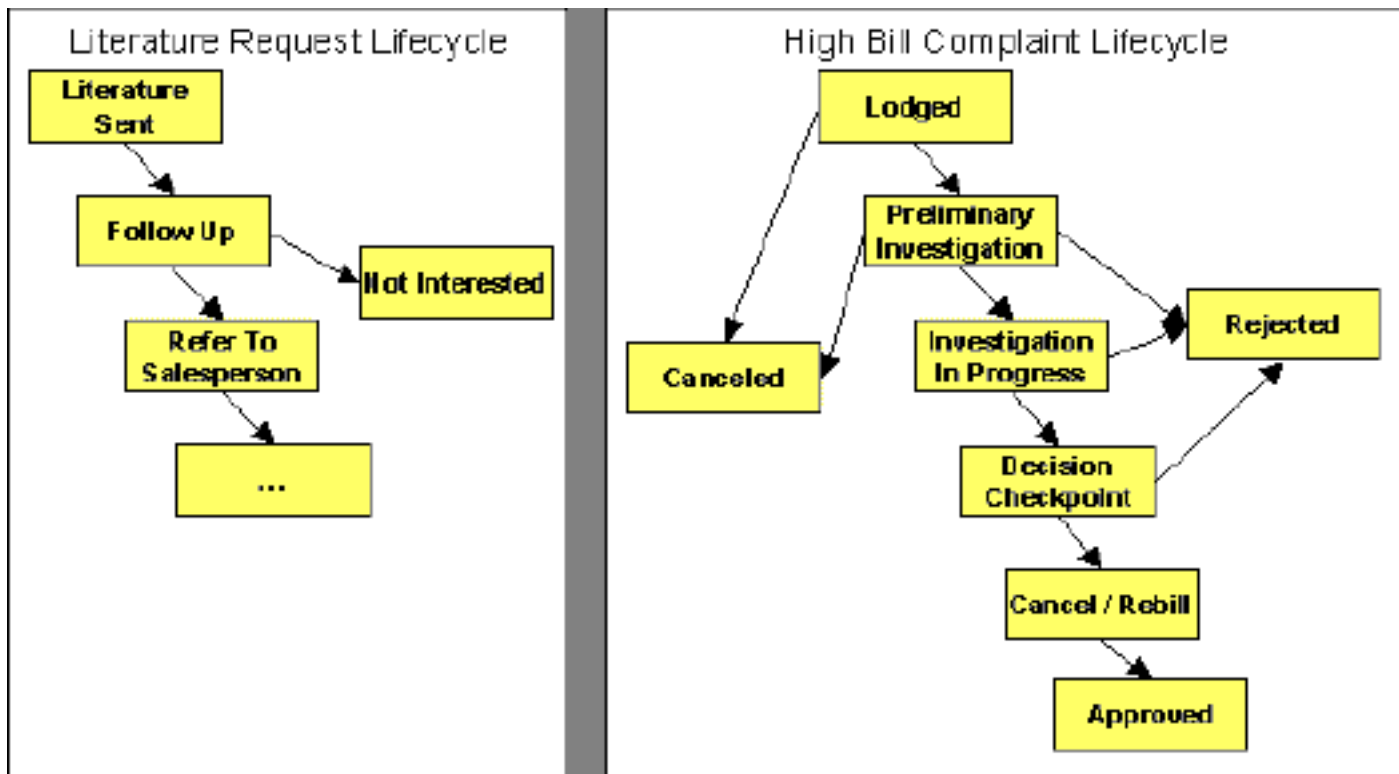 Literature Request Lifecycle
Literature
Sent
Follow Up
Not Interested
Refer To
Salesperson
...
High Bill Complaint Lifecycle
Lodged
Preliminary
Investigation
Rejected
Investigation
In Progress
Canceled
Decision
Checkpoint
Cancel / Rebill
Approved